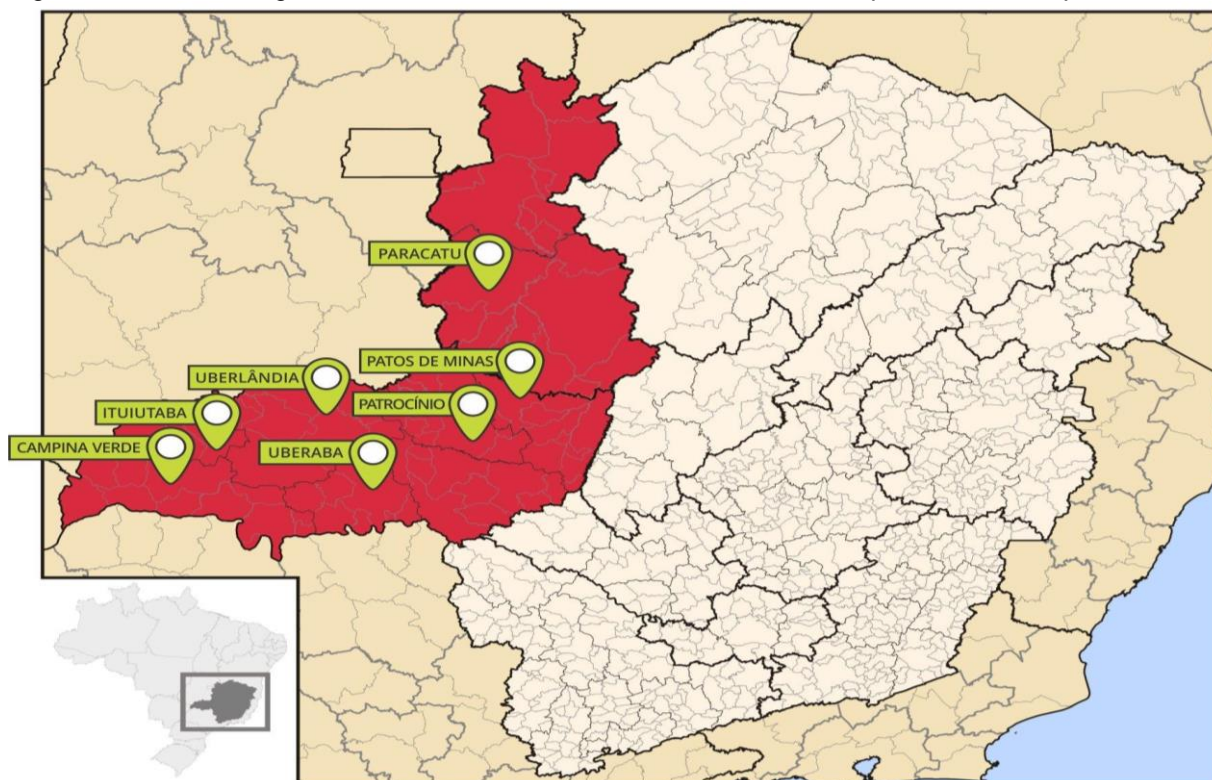 PARACATU
PATOS DE MINAS
UBERLÂNDIA
PATROCÍNIO
ITUIUTABA
CAMPINA VERDE
UBERABA